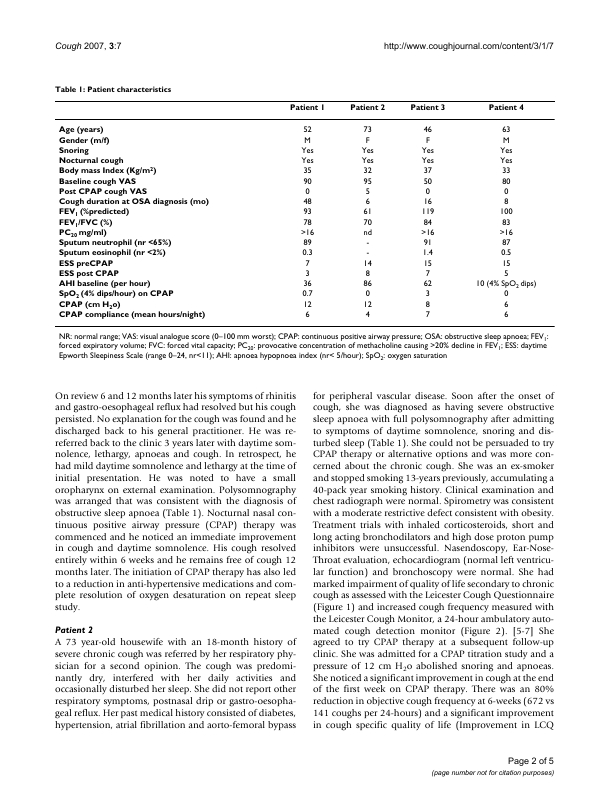 Cough 2007, 3:7
http://www.coughjournal.com/content/3/1/7
Table 1: Patient characteristics
Patient 1 Patient 2 Patient 3 Patient 4
Age (years) 52 73 46 63
Gender (m/f) M F F M
Snoring Yes Yes Yes Yes
Nocturnal cough Yes Yes Yes Yes
Body mass Index (Kg/m²) 35 32 37 33
Baseline cough VAS 90 95 50 80
Post CPAP cough VAS 0 5 0 0
Cough duration at OSA diagnosis (mo) 48 6 16 8
FEV₁ (%predicted) 93 61 119 100
FEV₁/FVC (%) 78 70 84 83
PC₂₀ mg/ml) >16 nd >16 >16
Sputum neutrophil (nr <65%) 89 - 91 87
Sputum eosinophil (nr <2%) 0.3 - 1.4 0.5
ESS preCPAP 7 14 15 15
ESS post CPAP 3 8 7 5
AHI baseline (per hour) 36 86 62 10 (4% SpO₂ dips)
SpO₂ (4% dips/hour) on CPAP 0.7 0 3 0
CPAP (cm H₂o) 12 12 8 6
CPAP compliance (mean hours/night) 6 4 7 6
NR: normal range; VAS: visual analogue score (0–100 mm worst); CPAP: continuous positive airway pressure; OSA: obstructive sleep apnoea; FEV₁:
forced expiratory volume; FVC: forced vital capacity; PC₂₀: provocative concentration of methacholine causing >20% decline in FEV₁; ESS: daytime
Epworth Sleepiness Scale (range 0–24, nr<11); AHI: apnoea hypopnoea index (nr< 5/hour); SpO₂: oxygen saturation
On review 6 and 12 months later his symptoms of rhinitis
and gastro-oesophageal reflux had resolved but his cough
persisted. No explanation for the cough was found and he
discharged back to his general practitioner. He was re-
ferred back to the clinic 3 years later with daytime som-
nolence, lethargy, apnoeas and cough. In retrospect, he
had mild daytime somnolence and lethargy at the time of
initial presentation. He was noted to have a small
oropharynx on external examination. Polysomnography
was arranged that was consistent with the diagnosis of
obstructive sleep apnoea (Table 1). Nocturnal nasal con-
tinuous positive airway pressure (CPAP) therapy was
commenced and he noticed an immediate improvement
in cough and daytime somnolence. His cough resolved
entirely within 6 weeks and he remains free of cough 12
months later. The initiation of CPAP therapy has also led
to a reduction in anti-hypertensive medications and com-
plete resolution of oxygen desaturation on repeat sleep
study.
Patient 2
A 73 year-old housewife with an 18-month history of
severe chronic cough was referred by her respiratory phy-
sician for a second opinion. The cough was predomi-
nantly dry, interfered with her daily activities and
occasionally disturbed her sleep. She did not report other
respiratory symptoms, postnasal drip or gastro-oesopha-
geal reflux. Her past medical history consisted of diabetes,
hypertension, atrial fibrillation and aorto-femoral bypass
for peripheral vascular disease. Soon after the onset of
cough, she was diagnosed as having severe obstructive
sleep apnoea with full polysomnography after admitting
to symptoms of daytime somnolence, snoring and dis-
turbed sleep (Table 1). She could not be persuaded to try
CPAP therapy or alternative options and was more con-
cerned about the chronic cough. She was an ex-smoker
and stopped smoking 13-years previously, accumulating a
40-pack year smoking history. Clinical examination and
chest radiograph were normal. Spirometry was consistent
with a moderate restrictive defect consistent with obesity.
Treatment trials with inhaled corticosteroids, short and
long acting bronchodilators and high dose proton pump
inhibitors were unsuccessful. Nasendoscopy, Ear-Nose-
Throat evaluation, echocardiogram (normal left ventricu-
lar function) and bronchoscopy were normal. She had
marked impairment of quality of life secondary to chronic
cough as assessed with the Leicester Cough Questionnaire
(Figure 1) and increased cough frequency measured with
the Leicester Cough Monitor, a 24-hour ambulatory auto-
mated cough detection monitor (Figure 2). [5-7] She
agreed to try CPAP therapy at a subsequent follow-up
clinic. She was admitted for a CPAP titration study and a
pressure of 12 cm H₂o abolished snoring and apnoeas.
She noticed a significant improvement in cough at the end
of the first week on CPAP therapy. There was an 80%
reduction in objective cough frequency at 6-weeks (672 vs
141 coughs per 24-hours) and a significant improvement
in cough specific quality of life (Improvement in LCQ
Page 2 of 5
(page number not for citation purposes)